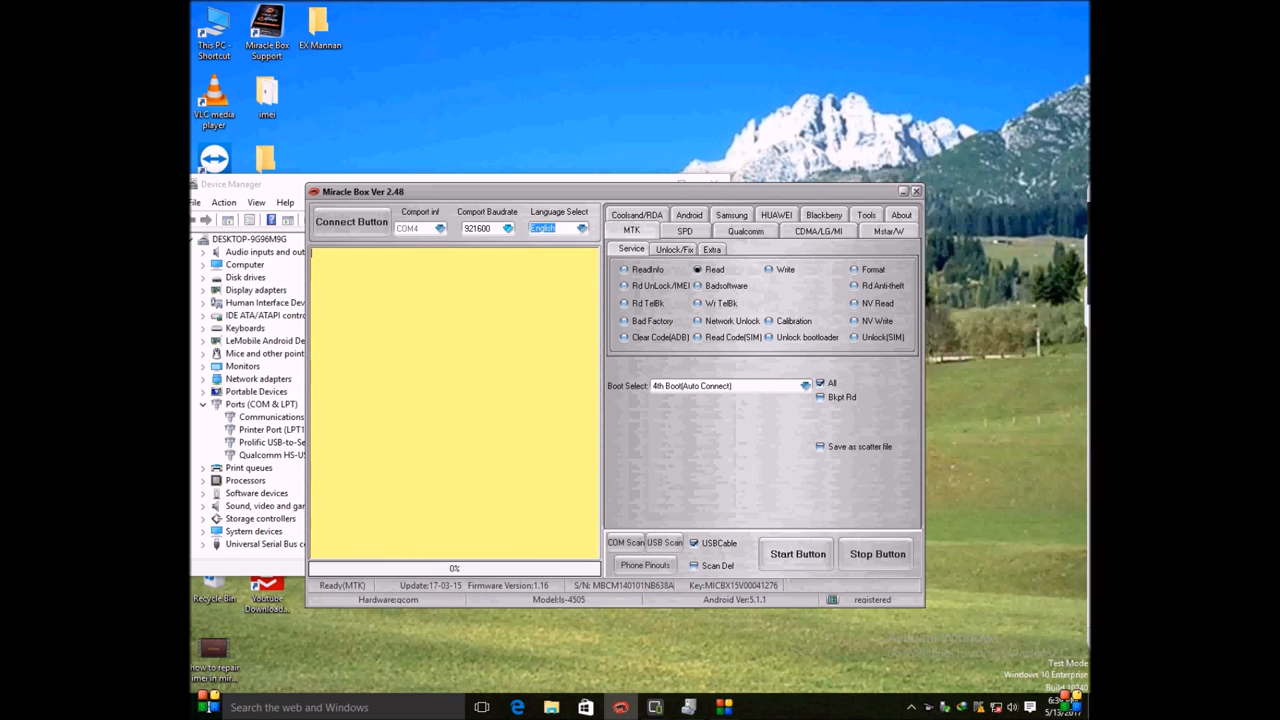 This PC -
Shortcut
Miracle Box
Support
EX Mannan
VLC media
player
imei
Device Manager
File Action View Help
DESKTOP-9G96M9G
Audio inputs and out
Computer
Disk drives
Display adapters
Human Interface Dev
IDE ATA/ATAPI contr
Keyboards
LeMobile Android De
Mice and other point
Monitors
Network adapters
Portable Devices
Ports (COM & LPT)
Communications
Printer Port (LPT1
Prolific USB-to-Se
Qualcomm HS-US
Print queues
Processors
Software devices
Sound, video and gar
Storage controllers
System devices
Universal Serial Bus c
Miracle Box Ver 2.48
Connect Button
Comport inf
COM4
Comport Baudrate
921600
Language Select
English
Coolsand/RDA Android Samsung HUAWEI Blackberry Tools About
MTK SPD Qualcomm CDMA/LG/MI Mstar/W
Service Unlock/Fix Extra
ReadInfo Read Write Format
Rd UnLock/IMEI Badsoftware Rd Anti-theft
Rd TelBk Wr TelBk NV Read
Bad Factory Network Unlock Calibration NV Write
Clear Code(ADB) Read Code(SIM) Unlock bootloader Unlock(SIM)
Boot Select: 4th Boot(Auto Connect) All
Bkpt Rd
Save as scatter file
COM Scan USB Scan USBCable
Phone Pinouts Scan Def
Start Button Stop Button
0%
Ready(MTK) Update:17-03-15 Firmware Version:1.16 S/N: MBCM140101NB638A Key:MICBX15V00041276
Hardware:qcom Model:ls-4505 Android Ver:5.1.1 registered
Recycle Bin
Youtube
Download...
how to repair
imei in mir...
Test Mode
Windows 10 Enterprise
Build 10240
Search the web and Windows